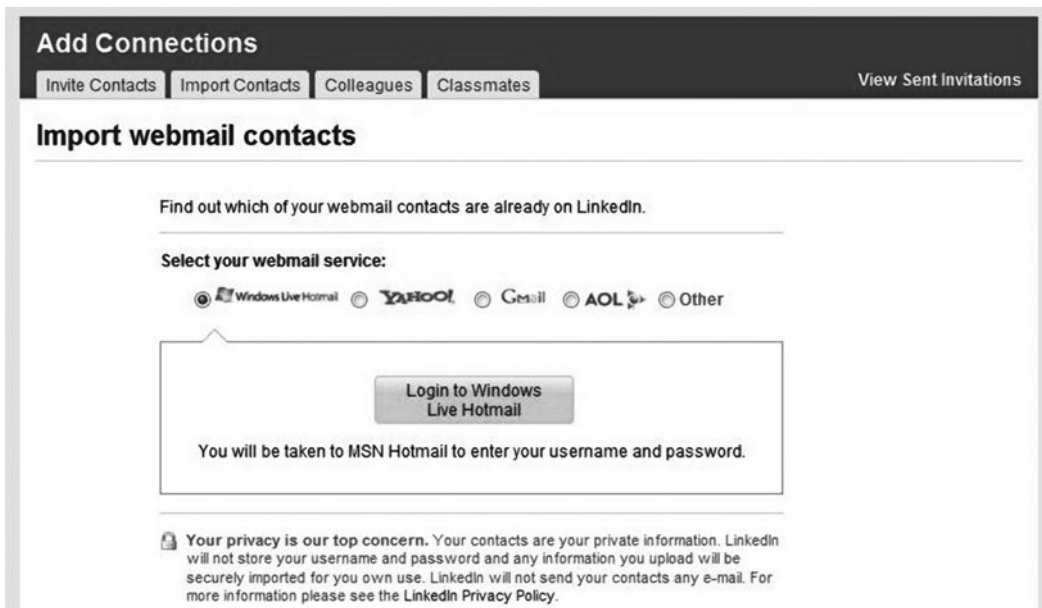 Add Connections
Invite Contacts Import Contacts Colleagues Classmates View Sent Invitations
Import webmail contacts
Find out which of your webmail contacts are already on LinkedIn.
Select your webmail service:
Windows Live Hotmail YAHOO! Gmail AOL Other
Login to Windows
Live Hotmail
You will be taken to MSN Hotmail to enter your username and password.
Your privacy is our top concern. Your contacts are your private information. LinkedIn
will not store your username and password and any information you upload will be
securely imported for you own use. LinkedIn will not send your contacts any e-mail. For
more information please see the LinkedIn Privacy Policy.